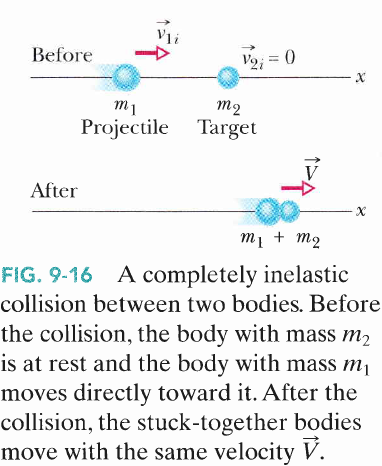 v⃗1i
Before
v⃗2i = 0
x
m1
m2
Projectile Target
V⃗
After
x
m1 + m2
FIG. 9-16 A completely inelastic
collision between two bodies. Before
the collision, the body with mass m2
is at rest and the body with mass m1
moves directly toward it. After the
collision, the stuck-together bodies
move with the same velocity V⃗.